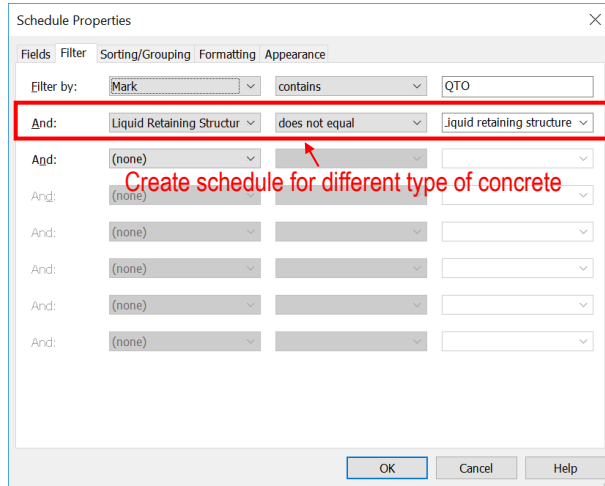 Schedule Properties
Fields Filter Sorting/Grouping Formatting Appearance
Filter by: Mark contains QTO
And: Liquid Retaining Structur does not equal .iquid retaining structure
And: (none)
Create schedule for different type of concrete
And: (none)
And: (none)
And: (none)
And: (none)
And: (none)
OK Cancel Help